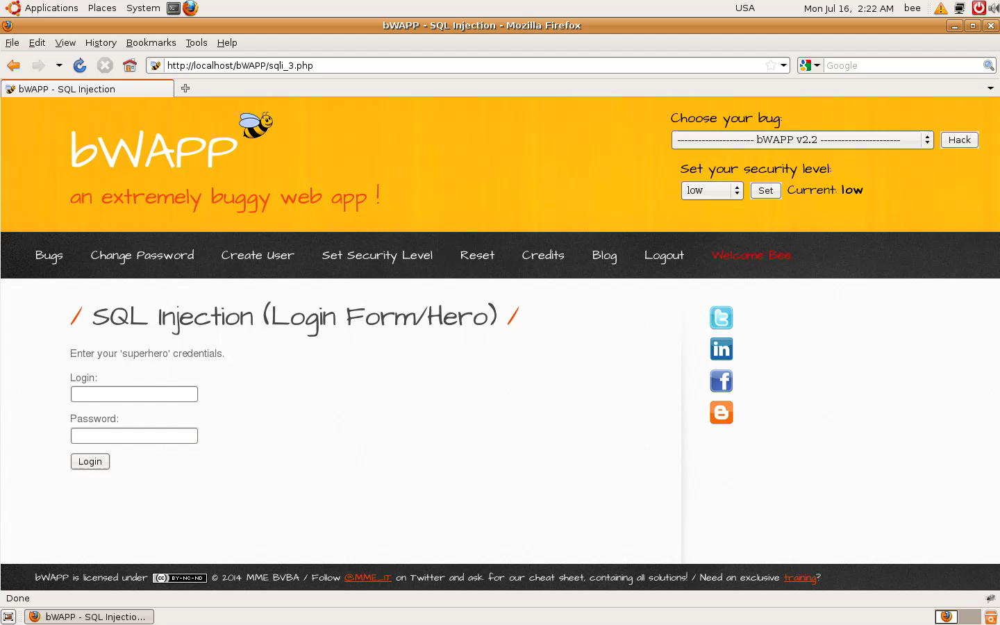 Applications Places System USA Mon Jul 16, 2:22 AM bee
bWAPP - SQL Injection - Mozilla Firefox
File Edit View History Bookmarks Tools Help
http://localhost/bWAPP/sqli_3.php Google
bWAPP - SQL Injection
bWAPP
an extremely buggy web app !
Choose your bug:
---------------------- bWAPP v2.2 ----------------------- Hack
Set your security level:
low Set Current: low
Bugs Change Password Create User Set Security Level Reset Credits Blog Logout Welcome Bee
/ SQL Injection (Login Form/Hero) /
Enter your 'superhero' credentials.
Login:
Password:
Login
bWAPP is licensed under (cc) BY-NC-ND © 2014 MME BVBA / Follow @MME_IT on Twitter and ask for our cheat sheet, containing all solutions! / Need an exclusive training?
Done
bWAPP - SQL Injectio...